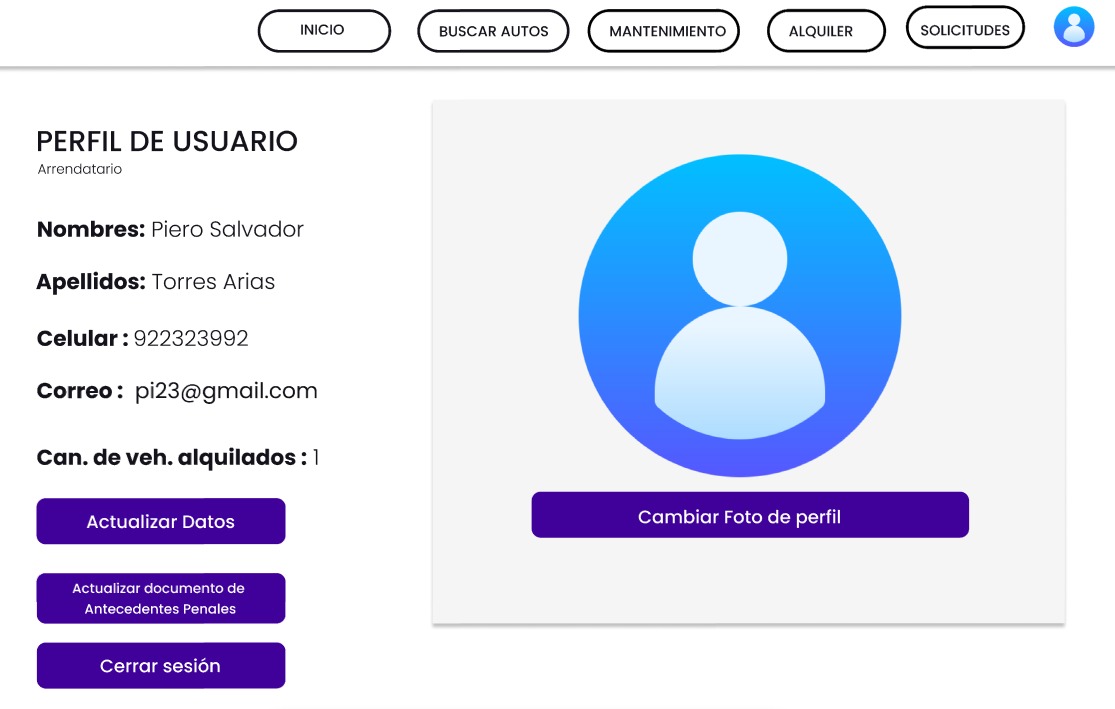 INICIO
BUSCAR AUTOS
MANTENIMIENTO
ALQUILER
SOLICITUDES
PERFIL DE USUARIO
Arrendatario
Nombres: Piero Salvador
Apellidos: Torres Arias
Celular : 922323992
Correo : pi23@gmail.com
Can. de veh. alquilados : 1
Actualizar Datos
Actualizar documento de
Antecedentes Penales
Cerrar sesión
Cambiar Foto de perfil